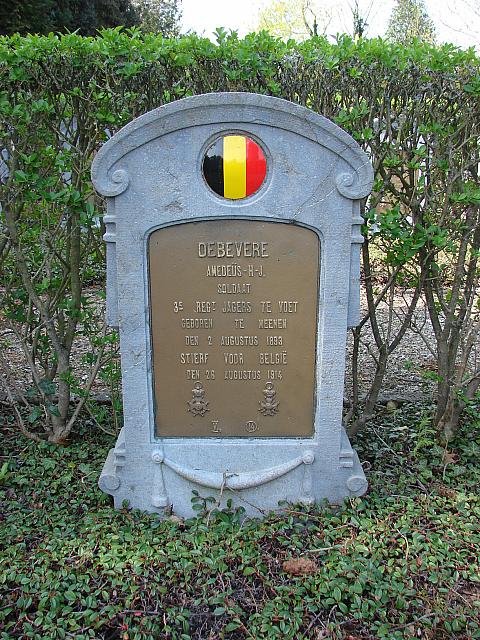 DEBEVERE
AMEDEÜS-H-J.
SOLDAAT
3E REGT JAGERS TE VOET
GEBOREN TE MEENEN
DEN 2 AUGUSTUS 1893
STIERF VOOR BELGIË
DEN 26 AUGUSTUS 1914